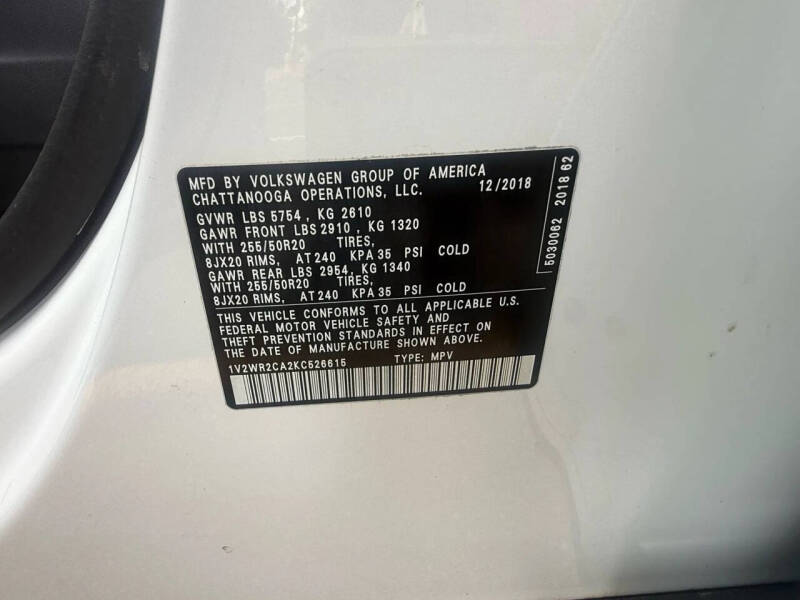 MFD BY VOLKSWAGEN GROUP OF AMERICA
CHATTANOOGA OPERATIONS, LLC. 12/2018
GVWR LBS 5754 , KG 2610
GAWR FRONT LBS 2910 , KG 1320
WITH 255/50R20 TIRES,
8JX20 RIMS, AT 240 KPA 35 PSI COLD
GAWR REAR LBS 2954, KG 1340
WITH 255/50R20 TIRES,
8JX20 RIMS, AT 240 KPA 35 PSI COLD
THIS VEHICLE CONFORMS TO ALL APPLICABLE U.S.
FEDERAL MOTOR VEHICLE SAFETY AND
THEFT PREVENTION STANDARDS IN EFFECT ON
THE DATE OF MANUFACTURE SHOWN ABOVE.
1V2WR2CA2KC526615 TYPE: MPV
5030062 2018 62